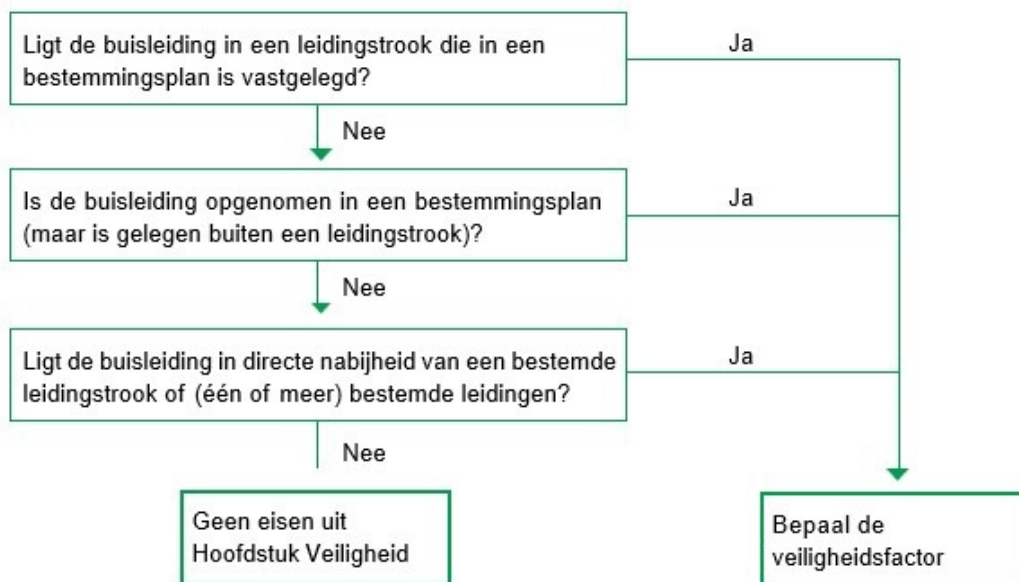 Ligt de buisleiding in een leidingstrook die in een
bestemmingsplan is vastgelegd?
Ja
Nee
Is de buisleiding opgenomen in een bestemmingsplan
(maar is gelegen buiten een leidingstrook)?
Ja
Nee
Ligt de buisleiding in directe nabijheid van een bestemde
leidingstrook of (één of meer) bestemde leidingen?
Ja
Nee
Geen eisen uit
Hoofdstuk Veiligheid
Bepaal de
veiligheidsfactor